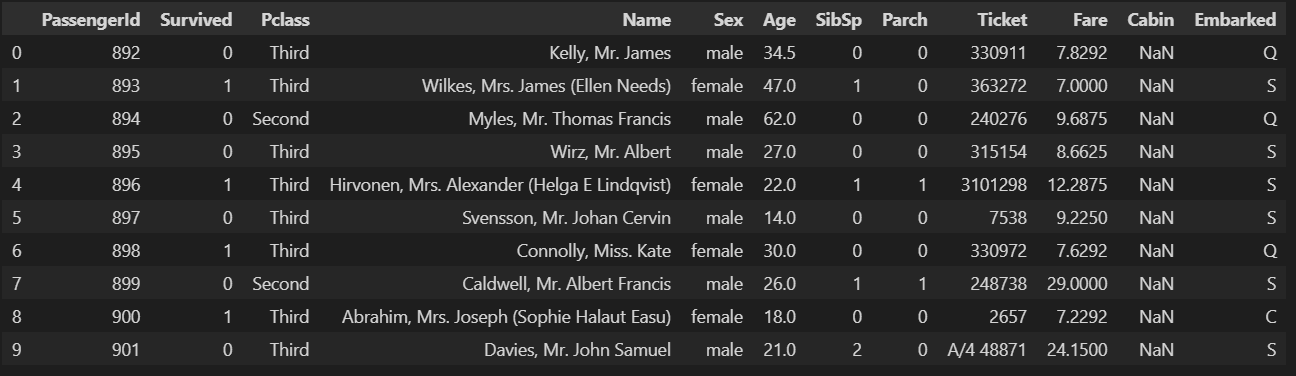 PassengerId Survived Pclass Name Sex Age SibSp Parch Ticket Fare Cabin Embarked
0 892 0 Third Kelly, Mr. James male 34.5 0 0 330911 7.8292 NaN Q
1 893 1 Third Wilkes, Mrs. James (Ellen Needs) female 47.0 1 0 363272 7.0000 NaN S
2 894 0 Second Myles, Mr. Thomas Francis male 62.0 0 0 240276 9.6875 NaN Q
3 895 0 Third Wirz, Mr. Albert male 27.0 0 0 315154 8.6625 NaN S
4 896 1 Third Hirvonen, Mrs. Alexander (Helga E Lindqvist) female 22.0 1 1 3101298 12.2875 NaN S
5 897 0 Third Svensson, Mr. Johan Cervin male 14.0 0 0 7538 9.2250 NaN S
6 898 1 Third Connolly, Miss. Kate female 30.0 0 0 330972 7.6292 NaN Q
7 899 0 Second Caldwell, Mr. Albert Francis male 26.0 1 1 248738 29.0000 NaN S
8 900 1 Third Abrahim, Mrs. Joseph (Sophie Halaut Easu) female 18.0 0 0 2657 7.2292 NaN C
9 901 0 Third Davies, Mr. John Samuel male 21.0 2 0 A/4 48871 24.1500 NaN S